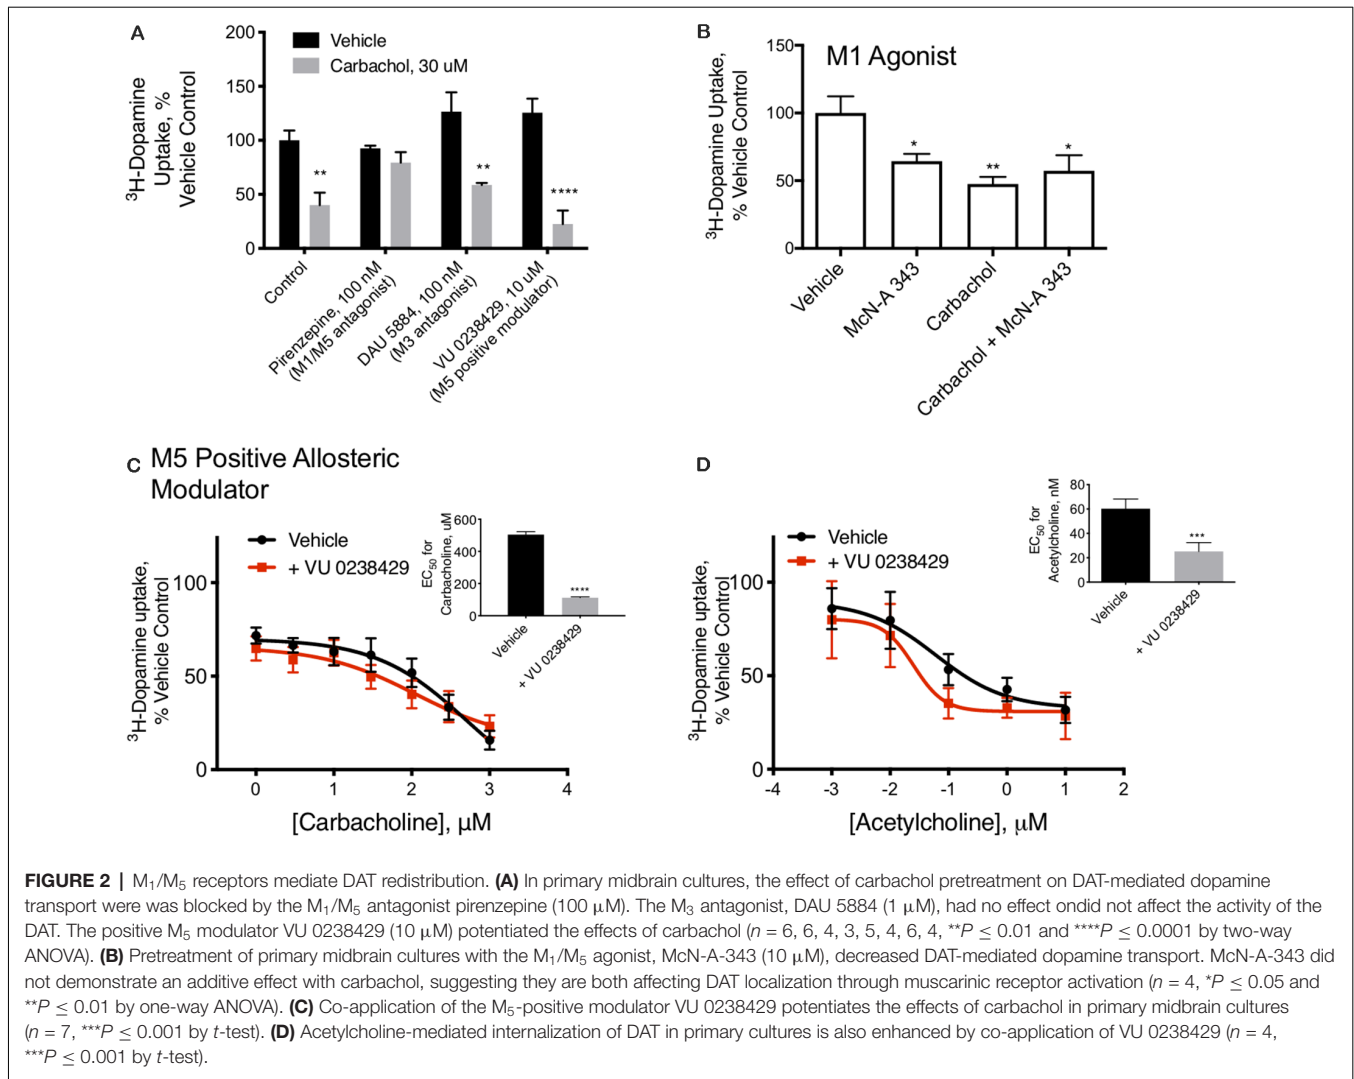 A
200
150
100
50
0
³H-Dopamine
Uptake, %
Vehicle Control
Vehicle
Carbachol, 30 uM
**
**
****
Control
Pirenzepine, 100 nM
(M1/M5 antagonist)
DAU 5884, 100 nM
(M3 antagonist)
VU 0238429, 10 uM
(M5 positive modulator)
B
M1 Agonist
150
100
50
0
³H-Dopamine Uptake,
% Vehicle Control
*
**
*
Vehicle
McN-A 343
Carbachol
Carbachol + McN-A 343
C M5 Positive Allosteric
Modulator
Vehicle
+ VU 0238429
100
50
0
³H-Dopamine uptake,
% Vehicle Control
0 1 2 3 4
[Carbacholine], µM
600
400
200
0
EC₅₀ for
Carbacholine, uM
****
Vehicle
+ VU 0238429
D
Vehicle
+ VU 0238429
100
50
0
³H-Dopamine uptake,
% Vehicle Control
-4 -3 -2 -1 0 1 2
[Acetylcholine], µM
80
60
40
20
0
EC₅₀ for
Acetylcholine, nM
***
Vehicle
+ VU 0238429
FIGURE 2 | M₁/M₅ receptors mediate DAT redistribution. (A) In primary midbrain cultures, the effect of carbachol pretreatment on DAT-mediated dopamine
transport were was blocked by the M₁/M₅ antagonist pirenzepine (100 µM). The M₃ antagonist, DAU 5884 (1 µM), had no effect ondid not affect the activity of the
DAT. The positive M₅ modulator VU 0238429 (10 µM) potentiated the effects of carbachol (n = 6, 6, 4, 3, 5, 4, 6, 4, **P ≤ 0.01 and ****P ≤ 0.0001 by two-way
ANOVA). (B) Pretreatment of primary midbrain cultures with the M₁/M₅ agonist, McN-A-343 (10 µM), decreased DAT-mediated dopamine transport. McN-A-343 did
not demonstrate an additive effect with carbachol, suggesting they are both affecting DAT localization through muscarinic receptor activation (n = 4, *P ≤ 0.05 and
**P ≤ 0.01 by one-way ANOVA). (C) Co-application of the M₅-positive modulator VU 0238429 potentiates the effects of carbachol in primary midbrain cultures
(n = 7, ***P ≤ 0.001 by t-test). (D) Acetylcholine-mediated internalization of DAT in primary cultures is also enhanced by co-application of VU 0238429 (n = 4,
***P ≤ 0.001 by t-test).